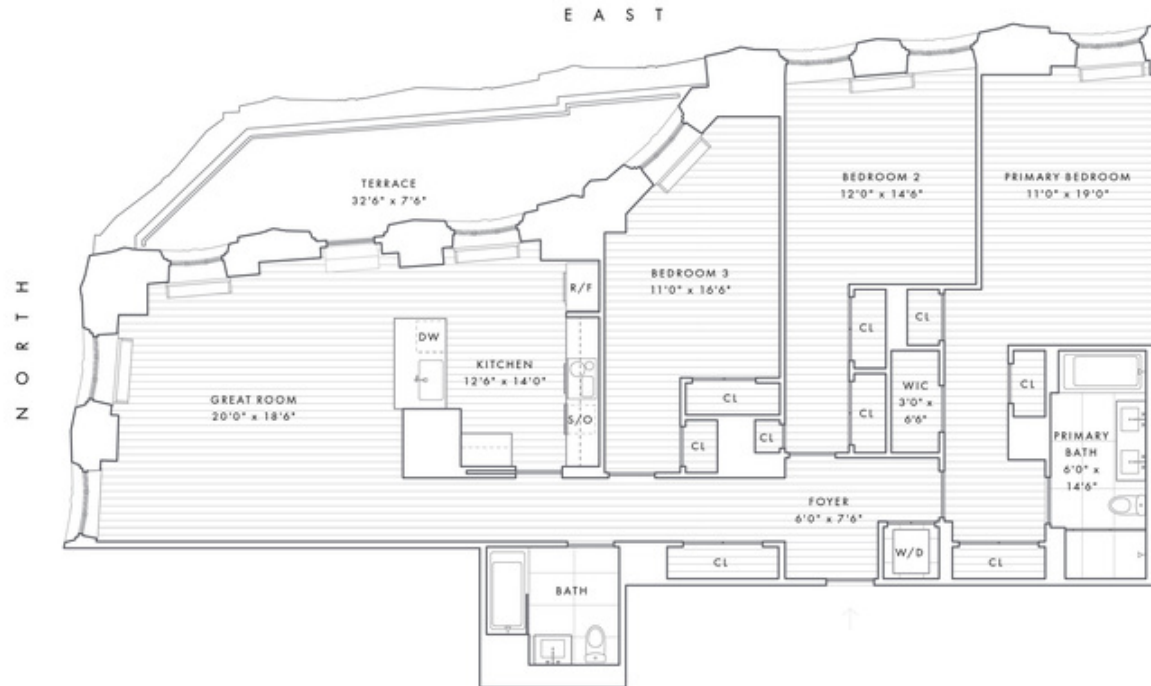 EAST
NORTH
TERRACE
32'6" x 7'6"
BEDROOM 2
12'0" x 14'6"
PRIMARY BEDROOM
11'0" x 19'0"
BEDROOM 3
11'0" x 16'6"
R/F
DW
KITCHEN
12'6" x 14'0"
GREAT ROOM
20'0" x 18'6"
S/O
CL
CL
CL
CL
CL
CL
WIC
3'0" x
6'6"
CL
PRIMARY
BATH
6'0" x
14'6"
FOYER
6'0" x 7'6"
W/D
CL
CL
BATH